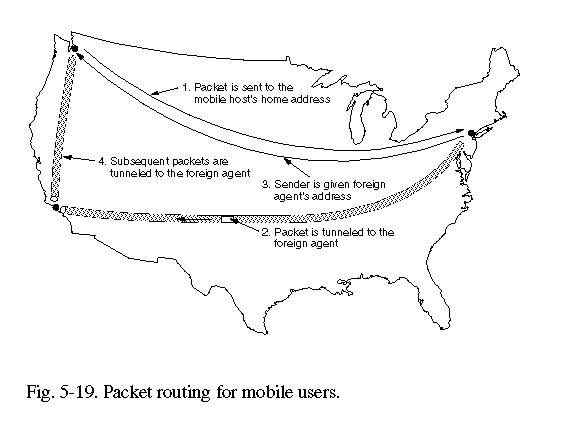 1. Packet is sent to the
mobile host's home address
4. Subsequent packets are
tunneled to the foreign agent
3. Sender is given foreign
agent's address
2. Packet is tunneled to the
foreign agent
Fig. 5-19. Packet routing for mobile users.